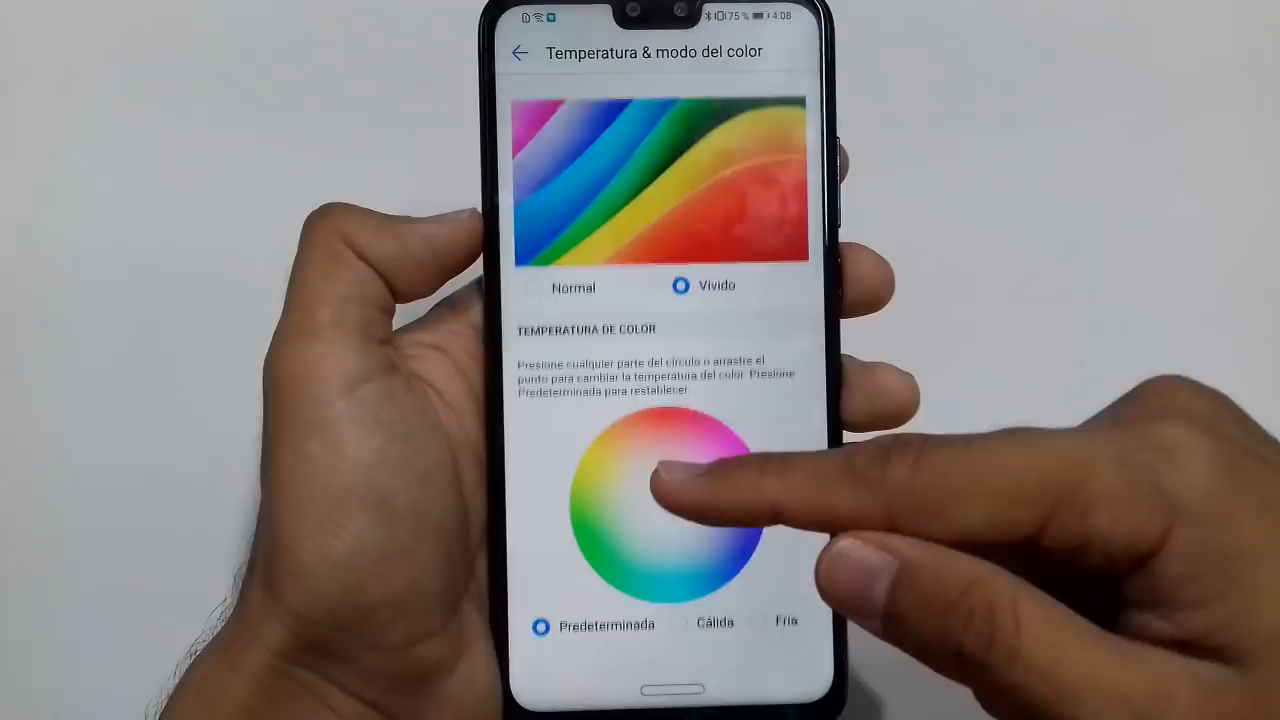 75 % 4:08
Temperatura & modo del color
Normal Vívido
TEMPERATURA DE COLOR
Presione cualquier parte del círculo o arrastre el
punto para cambiar la temperatura del color. Presione
Predeterminada para restablecer.
Predeterminada Cálida Fría